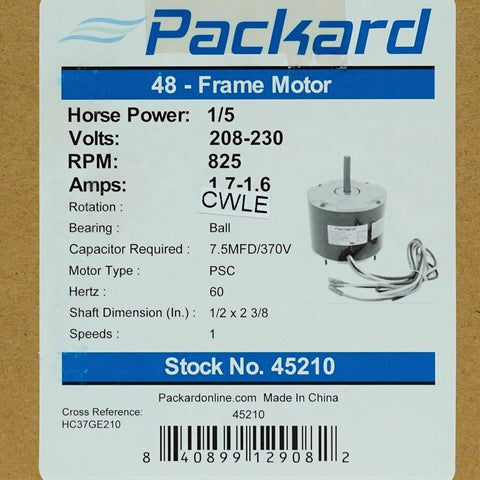 Packard
48 - Frame Motor
Horse Power: 1/5
Volts: 208-230
RPM: 825
Amps: 1.7-1.6
Rotation : CWLE
Bearing : Ball
Capacitor Required : 7.5MFD/370V
Motor Type : PSC
Hertz : 60
Shaft Dimension (In.) : 1/2 x 2 3/8
Speeds : 1
Stock No. 45210
Packardonline.com Made In China
Cross Reference: 45210
HC37GE210
8 40899 12908 2